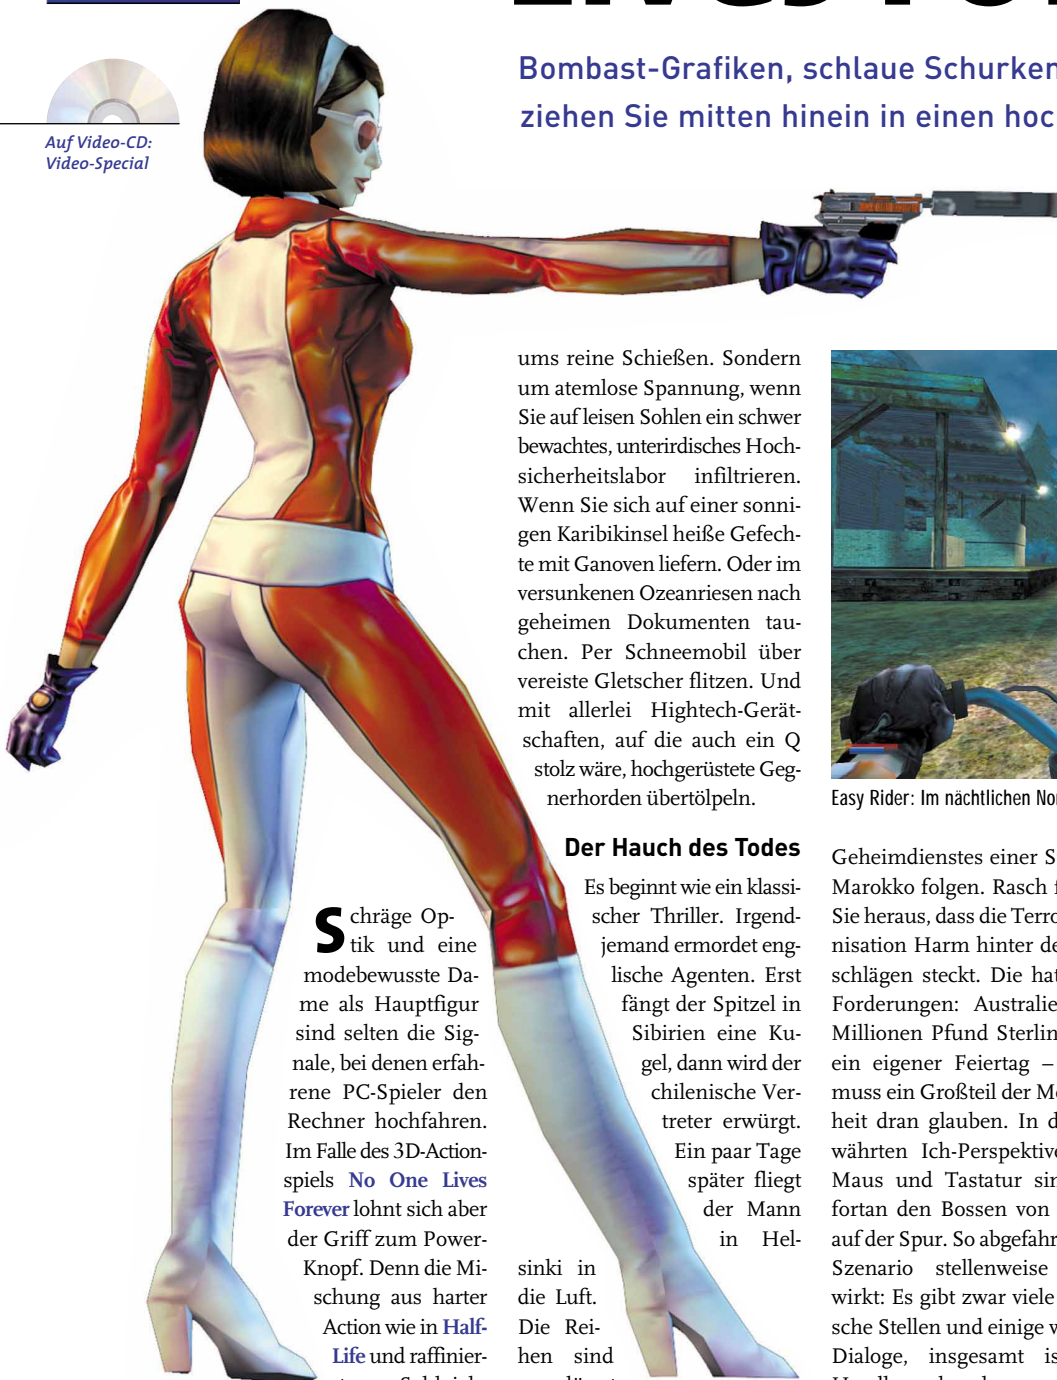 Bombast-Grafiken, schlaue Schurken
ziehen Sie mitten hinein in einen
Auf Video-CD:
Video-Special
Schräge Op-
tik und eine
modebewusste Da-
me als Hauptfigur
sind selten die Sig-
nale, bei denen erfah-
rene PC-Spieler den
Rechner hochfahren.
Im Falle des 3D-Action-
spiels No One Lives
Forever lohnt sich aber
der Griff zum Power-
Knopf. Denn die Mi-
schung aus harter
Action wie in Half-
Life und raffinier-
ums reine Schießen. Sondern
um atemlose Spannung, wenn
Sie auf leisen Sohlen ein schwer
bewachtes, unterirdisches Hoch-
sicherheitslabor infiltrieren.
Wenn Sie sich auf einer sonni-
gen Karibikinsel heiße Gefech-
te mit Ganoven liefern. Oder im
versunkenen Ozeanriesen nach
geheimen Dokumenten tau-
chen. Per Schneemobil über
vereiste Gletscher flitzen. Und
mit allerlei Hightech-Gerät-
schaften, auf die auch ein Q
stolz wäre, hochgerüstete Geg-
nerhorden übertölpeln.
Der Hauch des Todes
Es beginnt wie ein klassi-
scher Thriller. Irgend-
jemand ermordet eng-
lische Agenten. Erst
fängt der Spitzel in
Sibirien eine Ku-
gel, dann wird der
chilenische Ver-
treter erwürgt.
Ein paar Tage
später fliegt
der Mann
in Hel-
sinki in
die Luft.
Die Rei-
hen sind
Easy Rider: Im nächtlichen
Geheimdienstes einer
Marokko folgen. Rasch
Sie heraus, dass die
nisation Harm hinter
schlägen steckt. Die
Forderungen:
Millionen Pfund
ein eigener Feiertag –
muss ein Großteil der
heit dran glauben. In
währten
Maus und Tastatur
fortan den Bossen von
auf der Spur. So
Szenario stellenweise
wirkt: Es gibt zwar viele
sche Stellen und einige
Dialoge, insgesamt